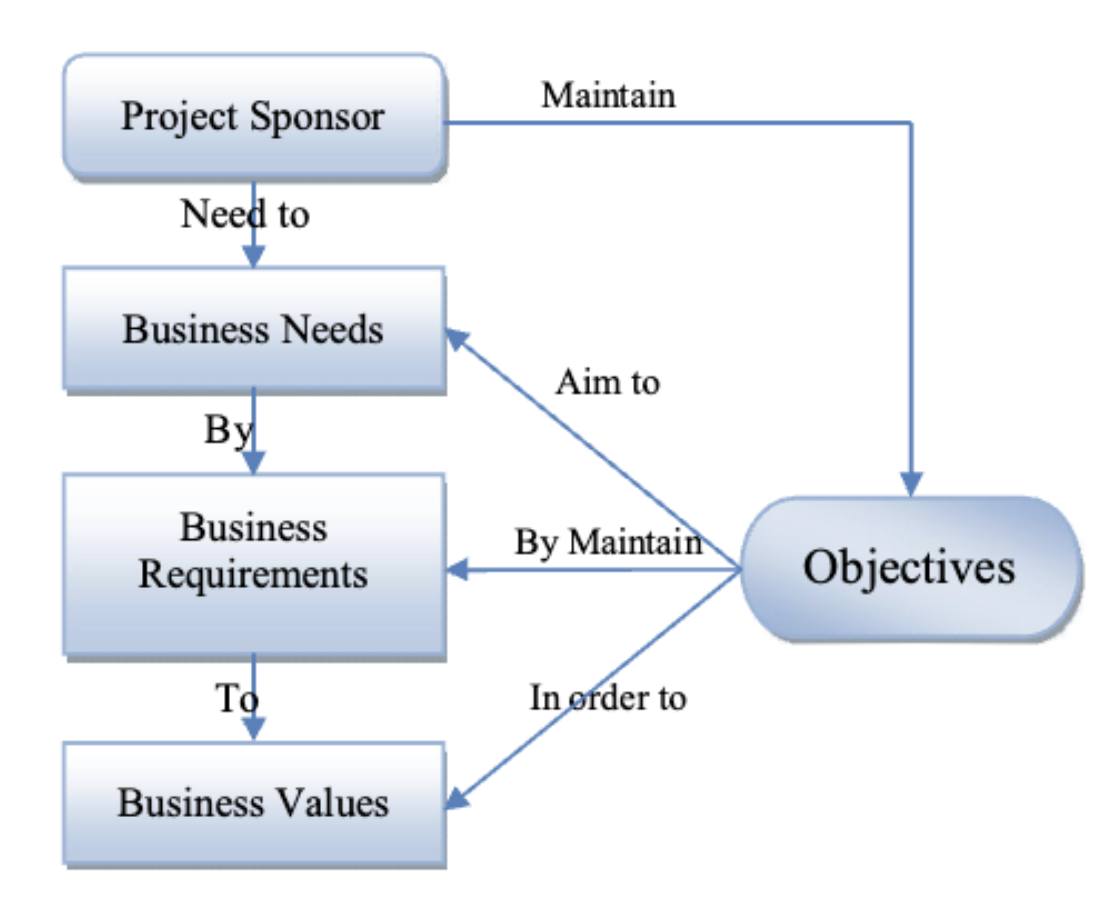 Project Sponsor
Maintain
Need to
Business Needs
Aim to
By
Business
Requirements
By Maintain
Objectives
To
In order to
Business Values